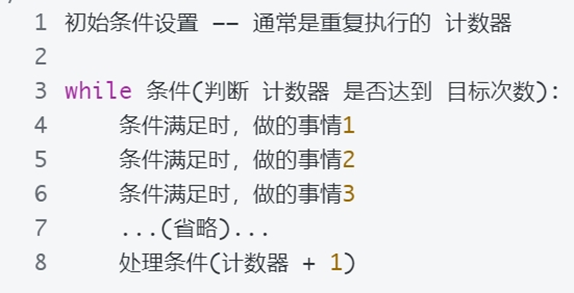 1 初始条件设置 -- 通常是重复执行的 计数器
2
3 while 条件(判断 计数器 是否达到 目标次数):
4     条件满足时，做的事情1
5     条件满足时，做的事情2
6     条件满足时，做的事情3
7     ...(省略)...
8     处理条件(计数器 + 1)